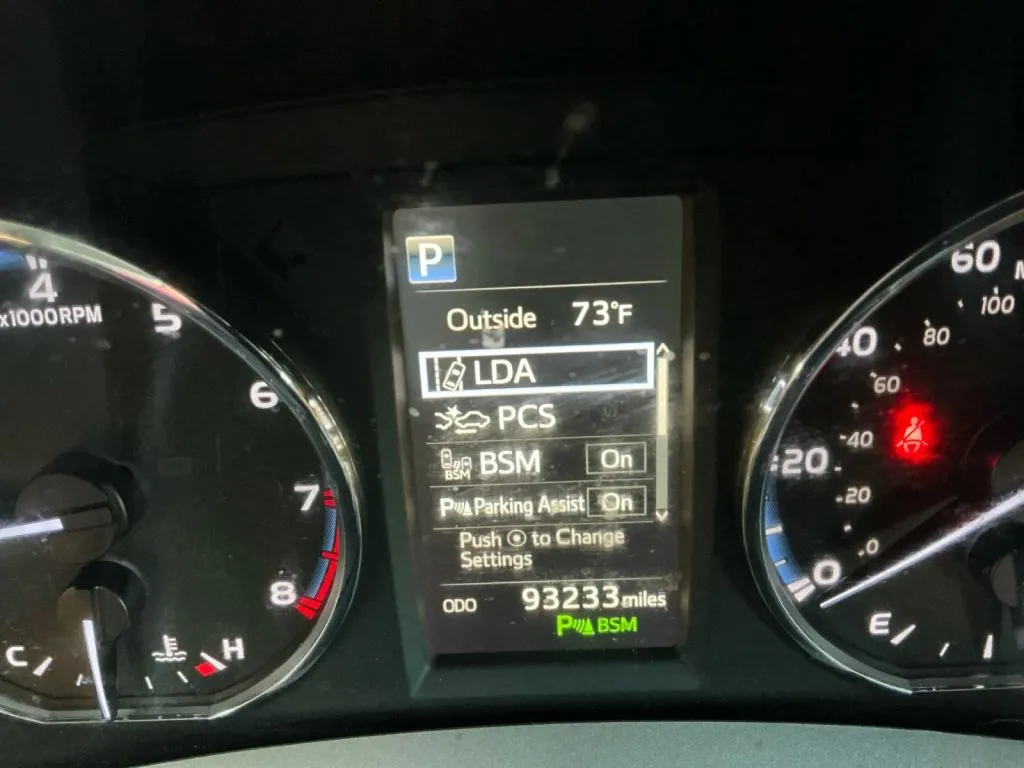 P
Outside 73°F
LDA
PCS
BSM BSM On
P Parking Assist On
Push to Change
Settings
ODO 93233 miles
P BSM
4
x1000RPM
5
6
7
8
C H
60
100
80
40
60
40
20
20
0
0
E